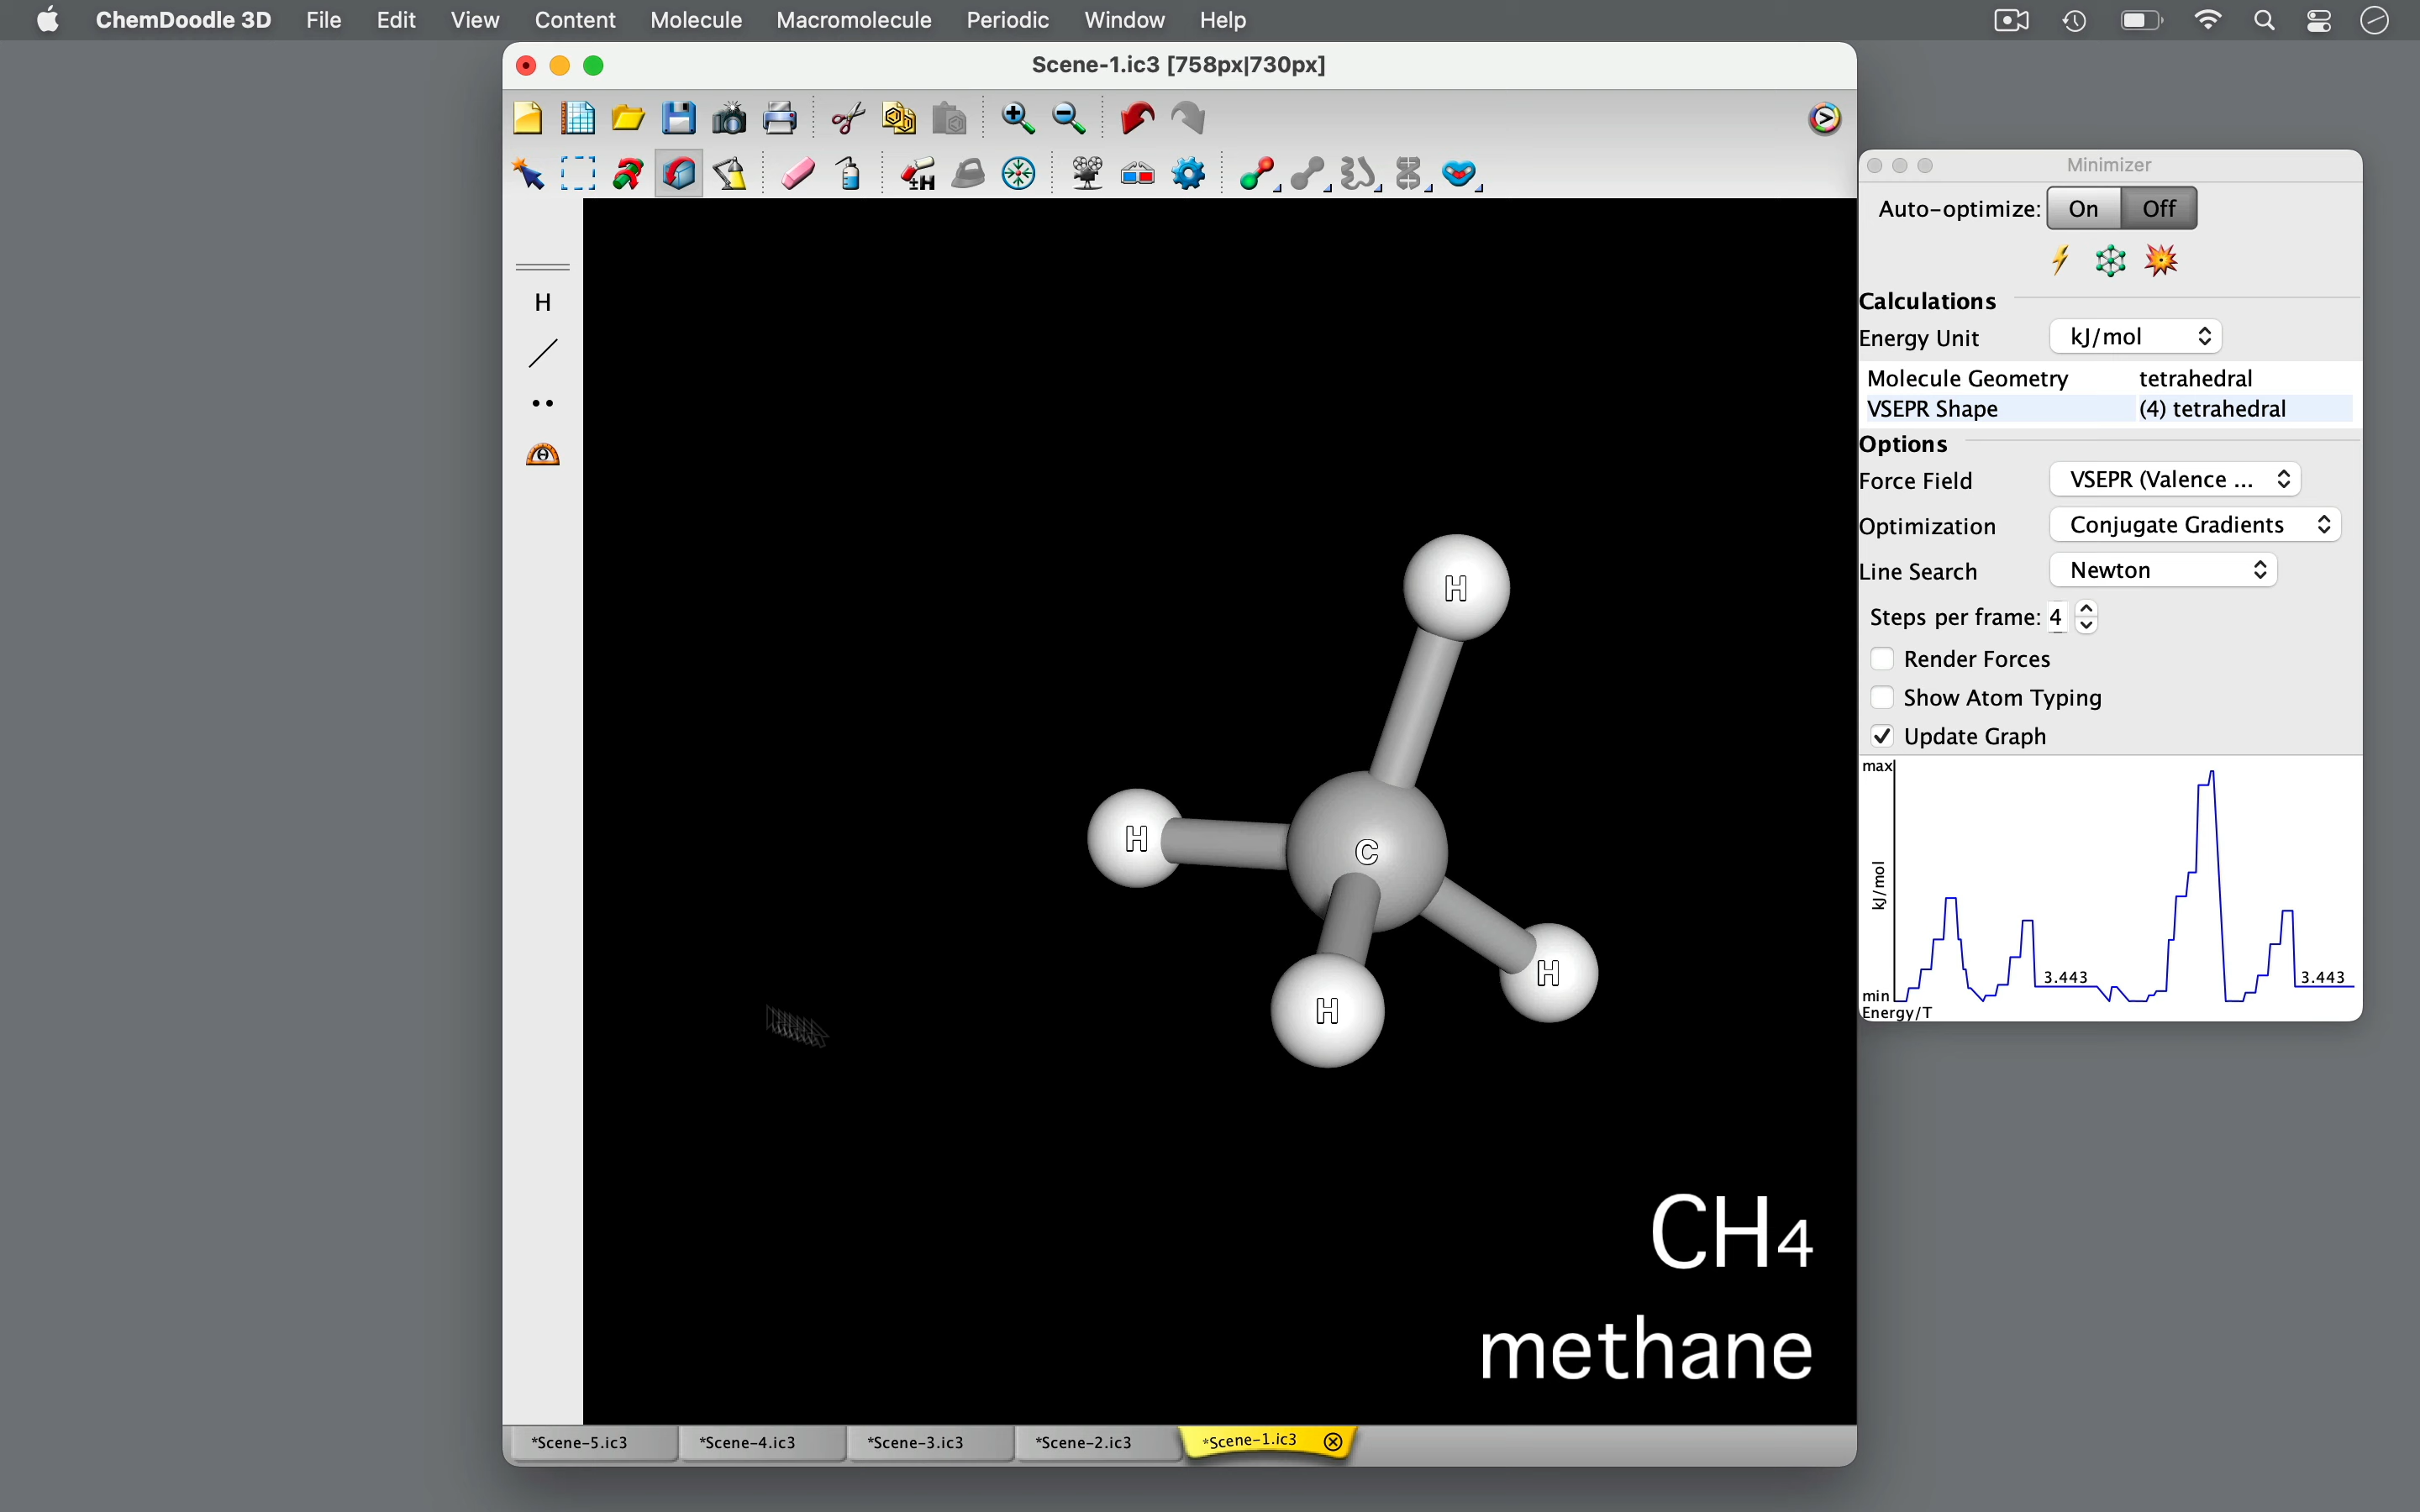 ChemDoodle 3D File Edit View Content Molecule Macromolecule Periodic Window Help
Scene-1.ic3 [758px|730px]
±H
H
θ
H
H
C
H
H
CH4
methane
*Scene-5.ic3 *Scene-4.ic3 *Scene-3.ic3 *Scene-2.ic3 *Scene-1.ic3
Minimizer
Auto-optimize: On Off
Calculations
Energy Unit kJ/mol
Molecule Geometry tetrahedral
VSEPR Shape (4) tetrahedral
Options
Force Field VSEPR (Valence ...
Optimization Conjugate Gradients
Line Search Newton
Steps per frame: 4
Render Forces
Show Atom Typing
Update Graph
max
kJ/mol
3.443 3.443
min
Energy/T